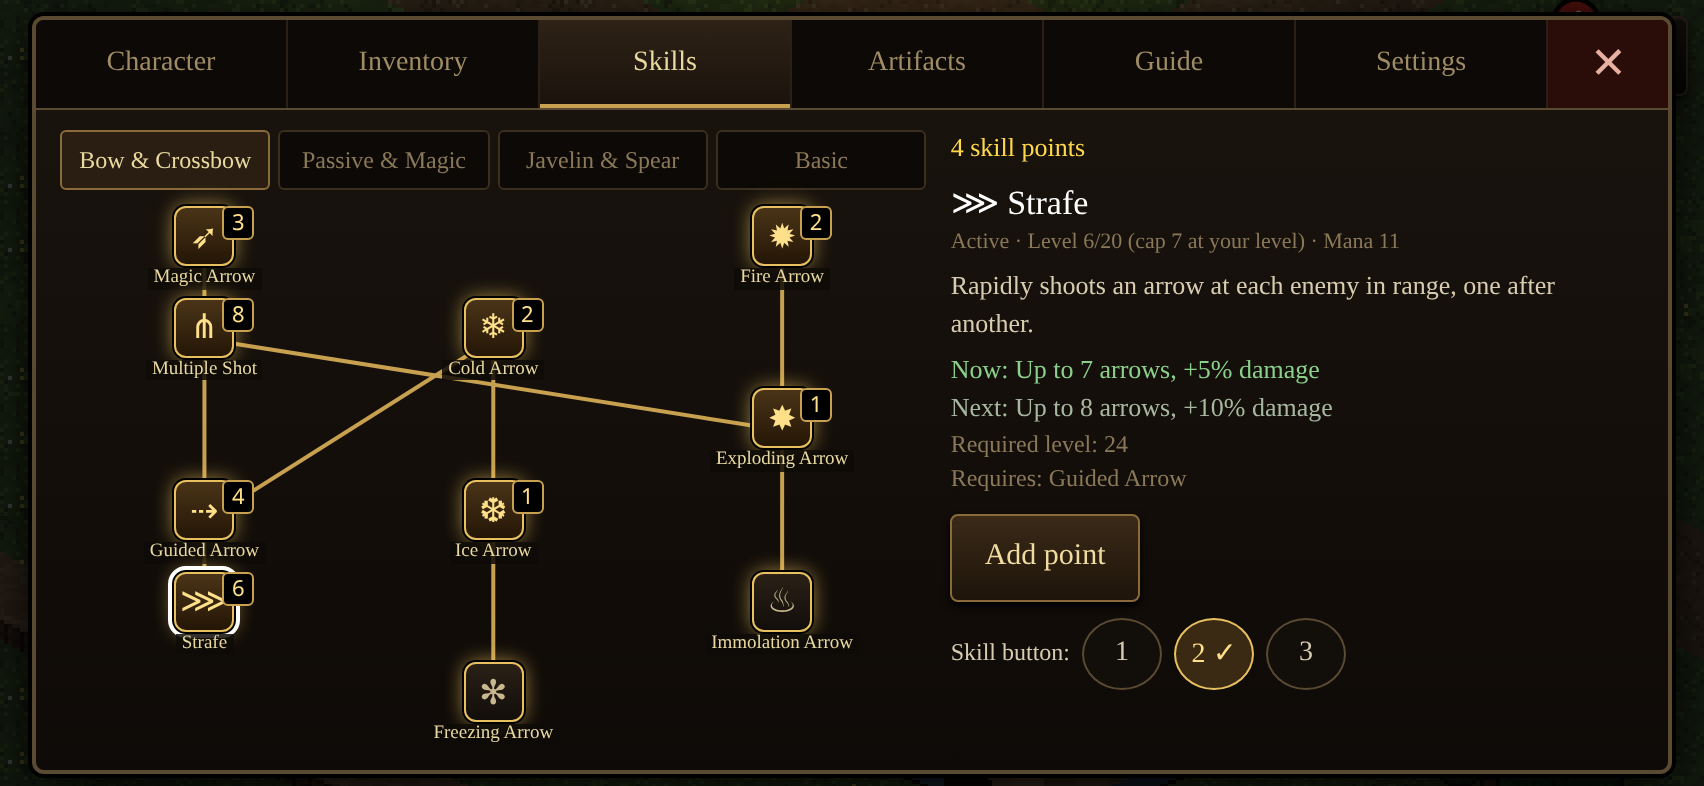 Character
Inventory
Skills
Artifacts
Guide
Settings
✕
Bow & Crossbow
Passive & Magic
Javelin & Spear
Basic
3
Magic Arrow
2
Fire Arrow
8
Multiple Shot
2
Cold Arrow
1
Exploding Arrow
4
Guided Arrow
1
Ice Arrow
6
Strafe
Immolation Arrow
Freezing Arrow
4 skill points
⋙ Strafe
Active · Level 6/20 (cap 7 at your level) · Mana 11
Rapidly shoots an arrow at each enemy in range, one after
another.
Now: Up to 7 arrows, +5% damage
Next: Up to 8 arrows, +10% damage
Required level: 24
Requires: Guided Arrow
Add point
Skill button: 1 2 ✓ 3